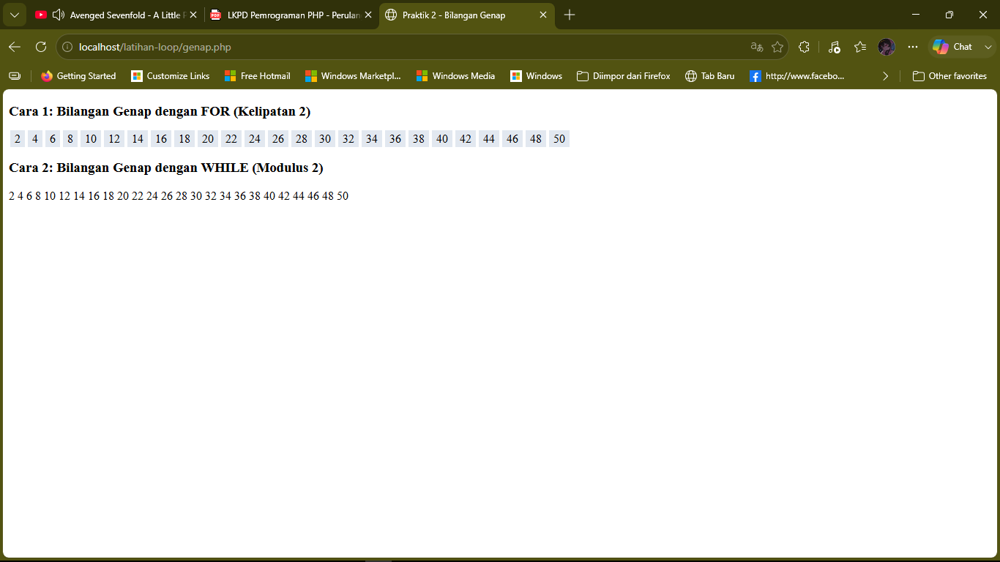 Avenged Sevenfold - A Little P
LKPD Pemrograman PHP - Perulan
Praktik 2 - Bilangan Genap
localhost/latihan-loop/genap.php
Chat
Getting Started
Customize Links
Free Hotmail
Windows Marketpl...
Windows Media
Windows
Diimpor dari Firefox
Tab Baru
http://www.facebo...
Other favorites
Cara 1: Bilangan Genap dengan FOR (Kelipatan 2)
2 4 6 8 10 12 14 16 18 20 22 24 26 28 30 32 34 36 38 40 42 44 46 48 50
Cara 2: Bilangan Genap dengan WHILE (Modulus 2)
2 4 6 8 10 12 14 16 18 20 22 24 26 28 30 32 34 36 38 40 42 44 46 48 50